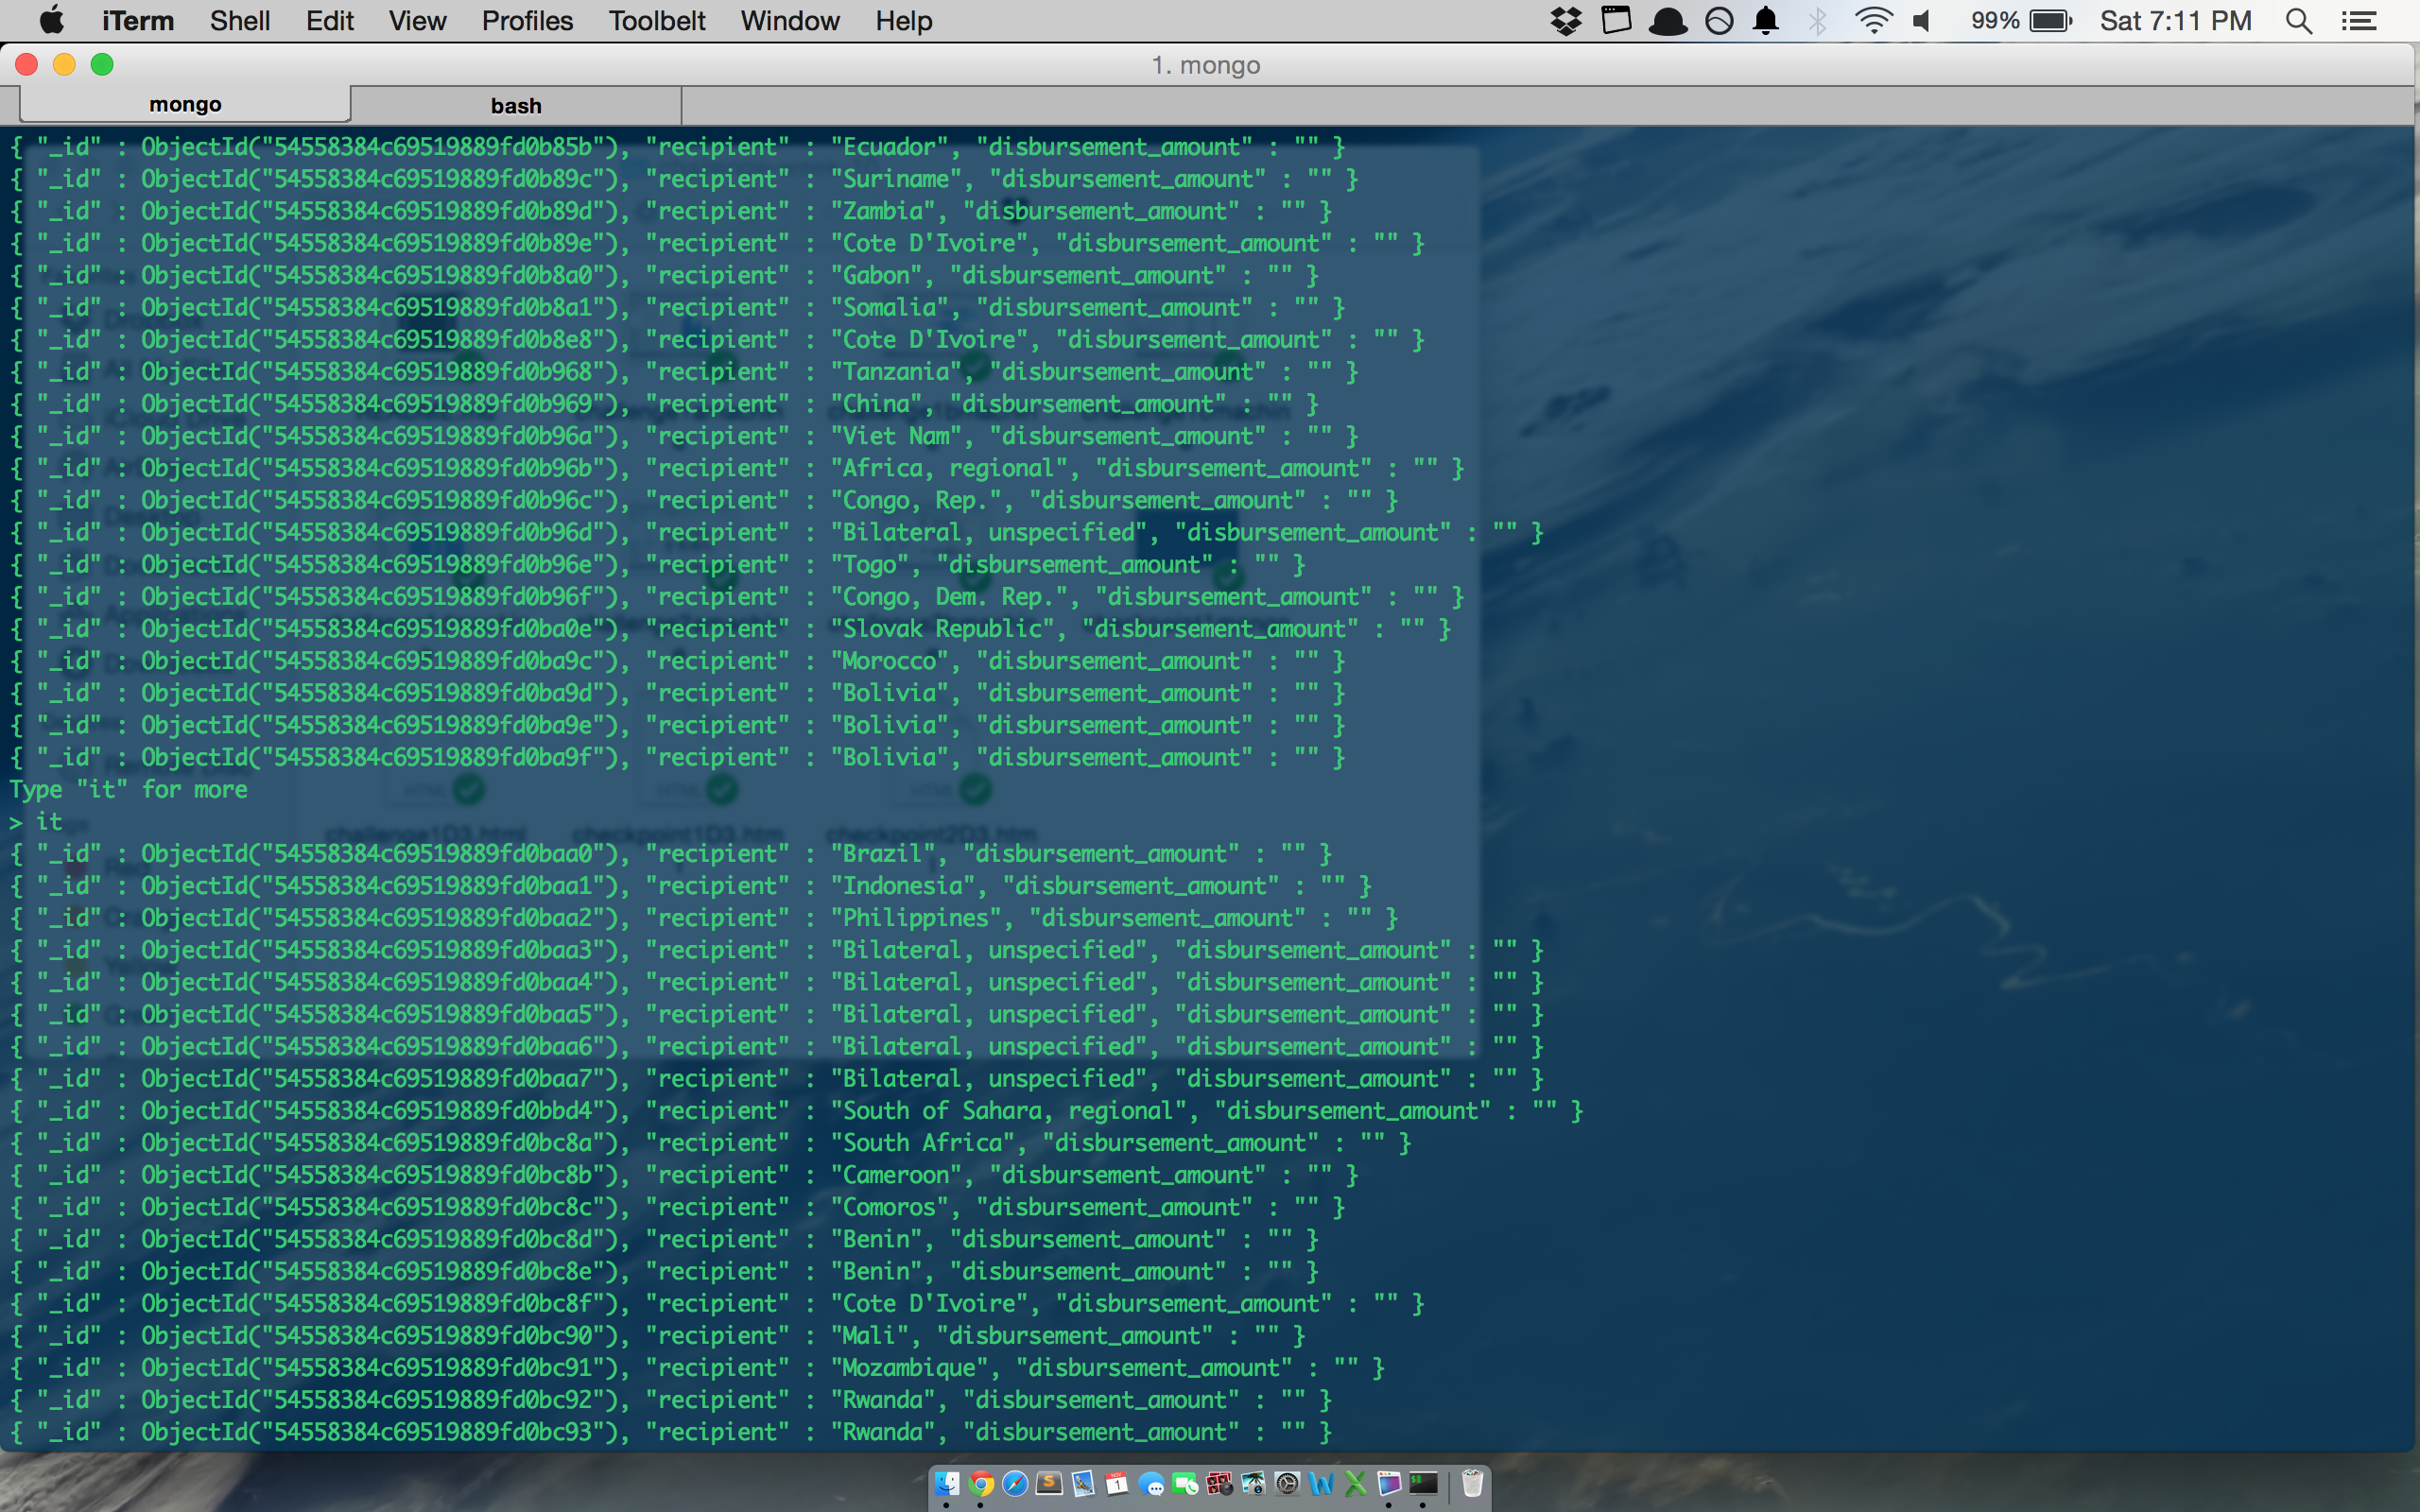 iTerm Shell Edit View Profiles Toolbelt Window Help 99% Sat 7:11 PM
1. mongo
mongo bash
{ "_id" : ObjectId("54558384c69519889fd0b85b"), "recipient" : "Ecuador", "disbursement_amount" : "" }
{ "_id" : ObjectId("54558384c69519889fd0b89c"), "recipient" : "Suriname", "disbursement_amount" : "" }
{ "_id" : ObjectId("54558384c69519889fd0b89d"), "recipient" : "Zambia", "disbursement_amount" : "" }
{ "_id" : ObjectId("54558384c69519889fd0b89e"), "recipient" : "Cote D'Ivoire", "disbursement_amount" : "" }
{ "_id" : ObjectId("54558384c69519889fd0b8a0"), "recipient" : "Gabon", "disbursement_amount" : "" }
{ "_id" : ObjectId("54558384c69519889fd0b8a1"), "recipient" : "Somalia", "disbursement_amount" : "" }
{ "_id" : ObjectId("54558384c69519889fd0b8e8"), "recipient" : "Cote D'Ivoire", "disbursement_amount" : "" }
{ "_id" : ObjectId("54558384c69519889fd0b968"), "recipient" : "Tanzania", "disbursement_amount" : "" }
{ "_id" : ObjectId("54558384c69519889fd0b969"), "recipient" : "China", "disbursement_amount" : "" }
{ "_id" : ObjectId("54558384c69519889fd0b96a"), "recipient" : "Viet Nam", "disbursement_amount" : "" }
{ "_id" : ObjectId("54558384c69519889fd0b96b"), "recipient" : "Africa, regional", "disbursement_amount" : "" }
{ "_id" : ObjectId("54558384c69519889fd0b96c"), "recipient" : "Congo, Rep.", "disbursement_amount" : "" }
{ "_id" : ObjectId("54558384c69519889fd0b96d"), "recipient" : "Bilateral, unspecified", "disbursement_amount" : "" }
{ "_id" : ObjectId("54558384c69519889fd0b96e"), "recipient" : "Togo", "disbursement_amount" : "" }
{ "_id" : ObjectId("54558384c69519889fd0b96f"), "recipient" : "Congo, Dem. Rep.", "disbursement_amount" : "" }
{ "_id" : ObjectId("54558384c69519889fd0ba0e"), "recipient" : "Slovak Republic", "disbursement_amount" : "" }
{ "_id" : ObjectId("54558384c69519889fd0ba9c"), "recipient" : "Morocco", "disbursement_amount" : "" }
{ "_id" : ObjectId("54558384c69519889fd0ba9d"), "recipient" : "Bolivia", "disbursement_amount" : "" }
{ "_id" : ObjectId("54558384c69519889fd0ba9e"), "recipient" : "Bolivia", "disbursement_amount" : "" }
{ "_id" : ObjectId("54558384c69519889fd0ba9f"), "recipient" : "Bolivia", "disbursement_amount" : "" }
Type "it" for more
> it
{ "_id" : ObjectId("54558384c69519889fd0baa0"), "recipient" : "Brazil", "disbursement_amount" : "" }
{ "_id" : ObjectId("54558384c69519889fd0baa1"), "recipient" : "Indonesia", "disbursement_amount" : "" }
{ "_id" : ObjectId("54558384c69519889fd0baa2"), "recipient" : "Philippines", "disbursement_amount" : "" }
{ "_id" : ObjectId("54558384c69519889fd0baa3"), "recipient" : "Bilateral, unspecified", "disbursement_amount" : "" }
{ "_id" : ObjectId("54558384c69519889fd0baa4"), "recipient" : "Bilateral, unspecified", "disbursement_amount" : "" }
{ "_id" : ObjectId("54558384c69519889fd0baa5"), "recipient" : "Bilateral, unspecified", "disbursement_amount" : "" }
{ "_id" : ObjectId("54558384c69519889fd0baa6"), "recipient" : "Bilateral, unspecified", "disbursement_amount" : "" }
{ "_id" : ObjectId("54558384c69519889fd0baa7"), "recipient" : "Bilateral, unspecified", "disbursement_amount" : "" }
{ "_id" : ObjectId("54558384c69519889fd0bbd4"), "recipient" : "South of Sahara, regional", "disbursement_amount" : "" }
{ "_id" : ObjectId("54558384c69519889fd0bc8a"), "recipient" : "South Africa", "disbursement_amount" : "" }
{ "_id" : ObjectId("54558384c69519889fd0bc8b"), "recipient" : "Cameroon", "disbursement_amount" : "" }
{ "_id" : ObjectId("54558384c69519889fd0bc8c"), "recipient" : "Comoros", "disbursement_amount" : "" }
{ "_id" : ObjectId("54558384c69519889fd0bc8d"), "recipient" : "Benin", "disbursement_amount" : "" }
{ "_id" : ObjectId("54558384c69519889fd0bc8e"), "recipient" : "Benin", "disbursement_amount" : "" }
{ "_id" : ObjectId("54558384c69519889fd0bc8f"), "recipient" : "Cote D'Ivoire", "disbursement_amount" : "" }
{ "_id" : ObjectId("54558384c69519889fd0bc90"), "recipient" : "Mali", "disbursement_amount" : "" }
{ "_id" : ObjectId("54558384c69519889fd0bc91"), "recipient" : "Mozambique", "disbursement_amount" : "" }
{ "_id" : ObjectId("54558384c69519889fd0bc92"), "recipient" : "Rwanda", "disbursement_amount" : "" }
{ "_id" : ObjectId("54558384c69519889fd0bc93"), "recipient" : "Rwanda", "disbursement_amount" : "" }